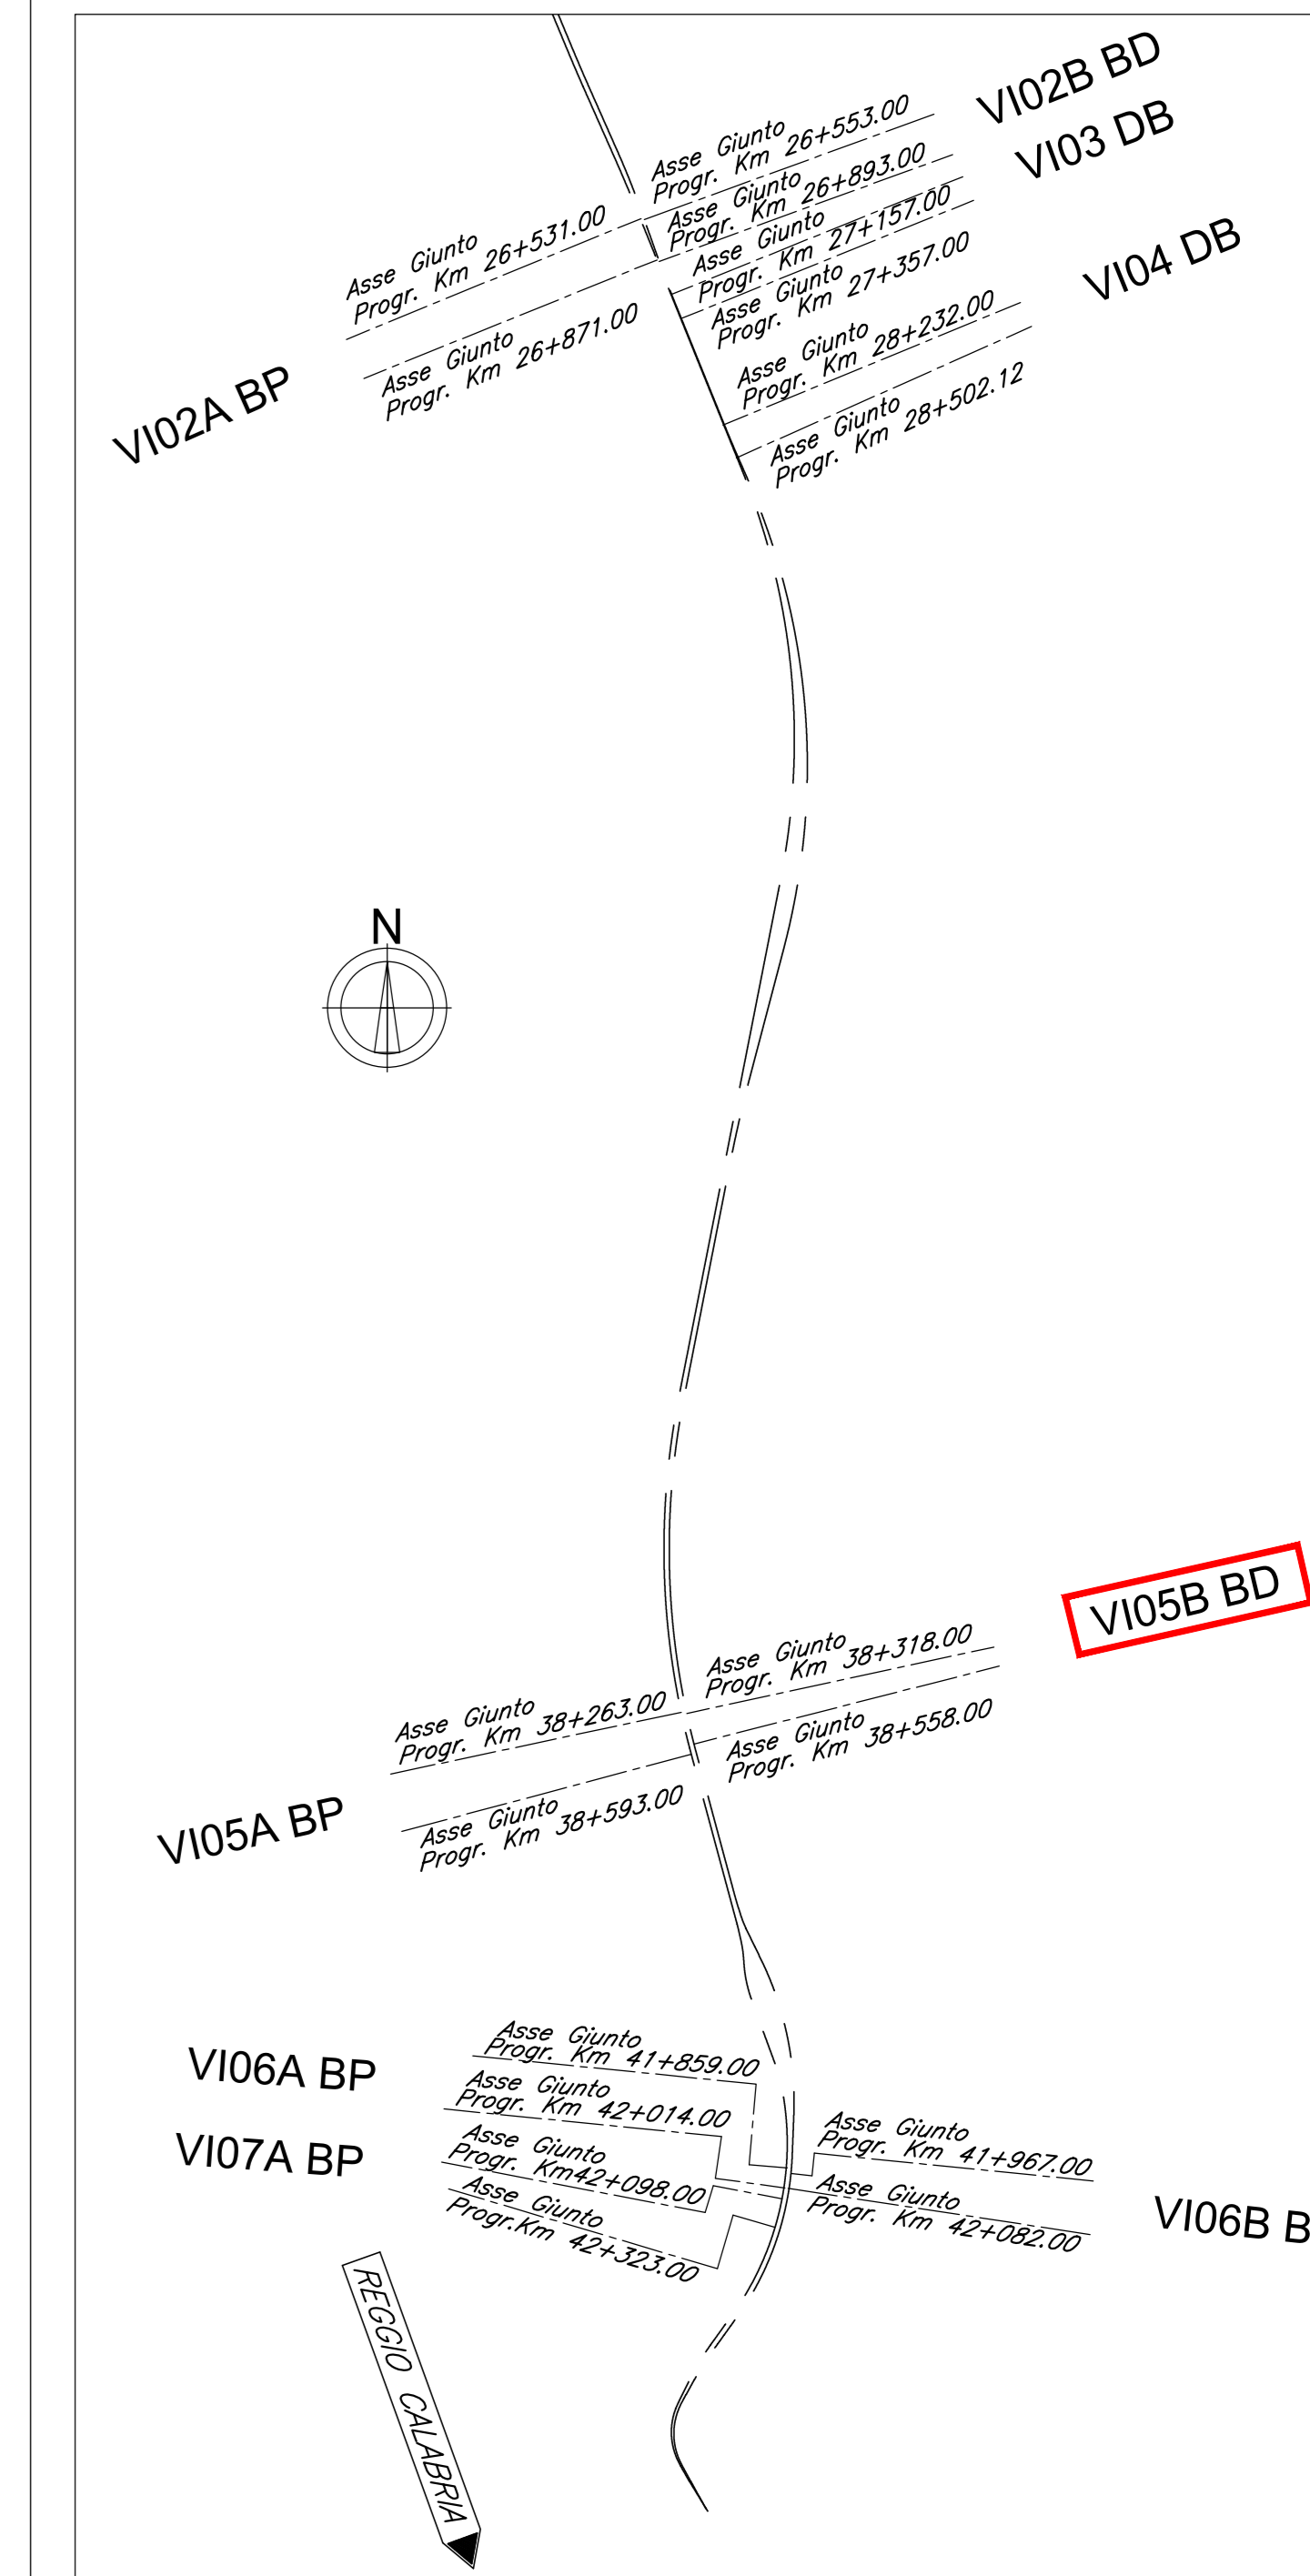 VI02B BD
VI03 DB
Asse Giunto
Progr. Km 26+553.00
Asse Giunto
Progr. Km 26+893.00
Asse Giunto
Progr. Km 27+157.00
Asse Giunto
Progr. Km 27+357.00
VI04 DB
Asse Giunto
Progr. Km 28+232.00
Asse Giunto
Progr. Km 28+502.12
Asse Giunto
Progr. Km 26+531.00
Asse Giunto
Progr. Km 26+871.00
VI02A BP
N
VI05B BD
Asse Giunto
Progr. Km 38+318.00
Asse Giunto
Progr. Km 38+263.00
Asse Giunto
Progr. Km 38+558.00
Asse Giunto
Progr. Km 38+593.00
VI05A BP
VI06A BP
Asse Giunto
Progr. Km 41+859.00
Asse Giunto
Progr. Km 42+014.00
VI07A BP
Asse Giunto
Progr. Km42+098.00
Asse Giunto
Progr.Km 42+323.00
Asse Giunto
Progr. Km 41+967.00
Asse Giunto
Progr. Km 42+082.00
VI06B B
REGGIO CALABRIA